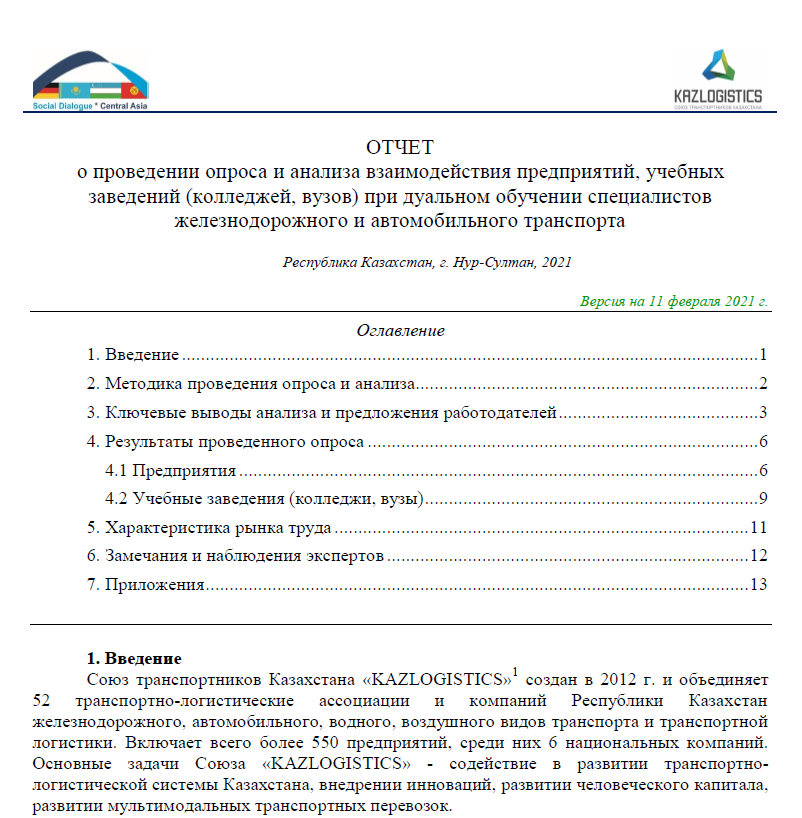 Social Dialogue * Central Asia
KAZLOGISTICS
СОЮЗ ТРАНСПОРТНИКОВ КАЗАХСТАНА
ОТЧЕТ
о проведении опроса и анализа взаимодействия предприятий, учебных
заведений (колледжей, вузов) при дуальном обучении специалистов
железнодорожного и автомобильного транспорта
Республика Казахстан, г. Нур-Султан, 2021
Версия на 11 февраля 2021 г.
Оглавление
1. Введение 1
2. Методика проведения опроса и анализа 2
3. Ключевые выводы анализа и предложения работодателей 3
4. Результаты проведенного опроса 6
4.1 Предприятия 6
4.2 Учебные заведения (колледжи, вузы) 9
5. Характеристика рынка труда 11
6. Замечания и наблюдения экспертов 12
7. Приложения 13
1. Введение
Союз транспортников Казахстана «KAZLOGISTICS»1 создан в 2012 г. и объединяет
52 транспортно-логистические ассоциации и компаний Республики Казахстан
железнодорожного, автомобильного, водного, воздушного видов транспорта и транспортной
логистики. Включает всего более 550 предприятий, среди них 6 национальных компаний.
Основные задачи Союза «KAZLOGISTICS» - содействие в развитии транспортно-
логистической системы Казахстана, внедрении инноваций, развитии человеческого капитала,
развитии мультимодальных транспортных перевозок.